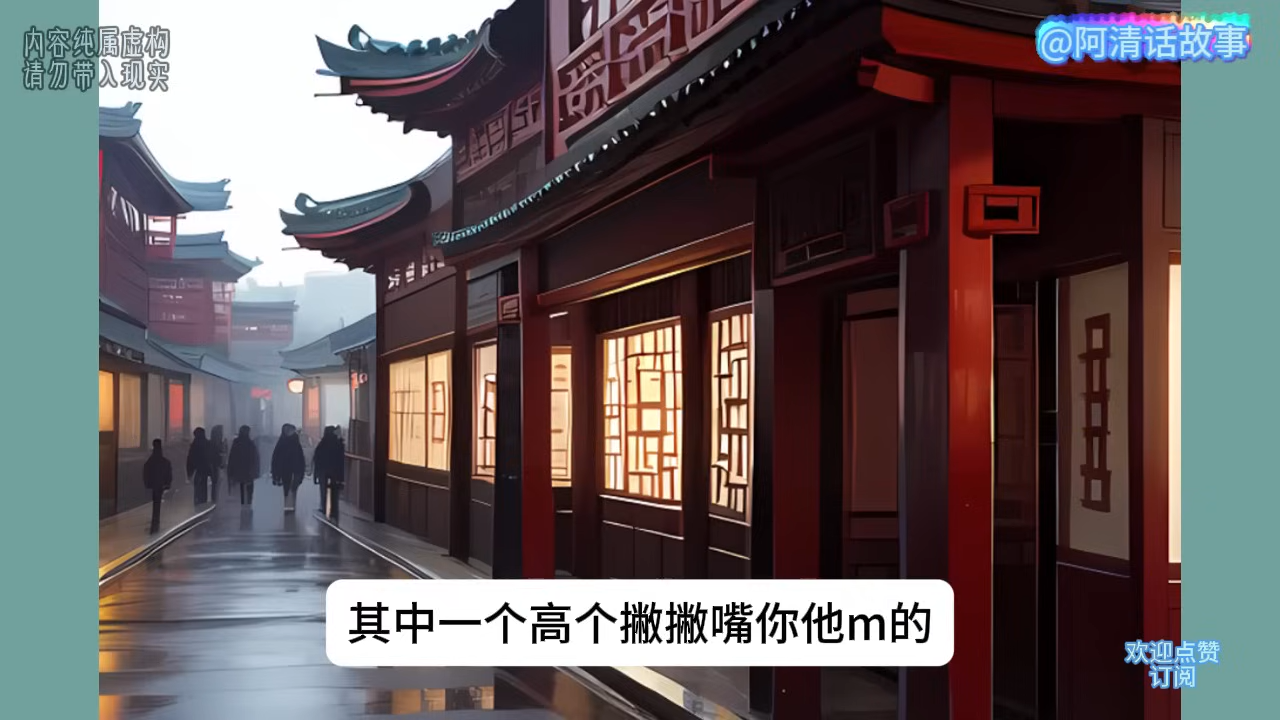 内容纯属虚构
请勿带入现实
@阿清话故事
其中一个高个撇撇嘴你他m的
欢迎点赞
订阅